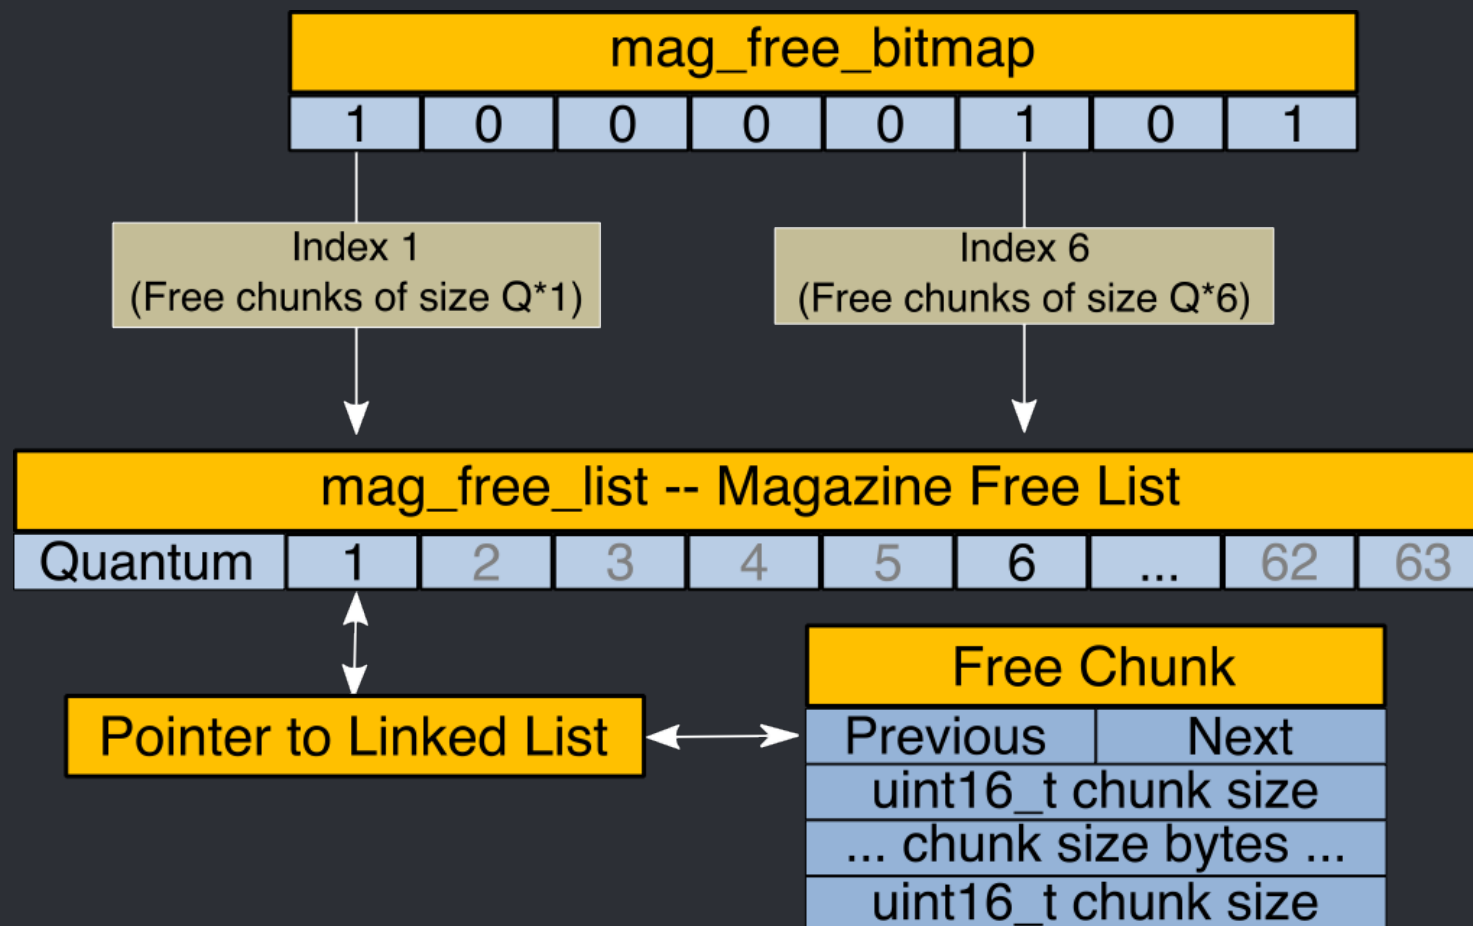 mag_free_bitmap
1 0 0 0 0 1 0 1
Index 1
(Free chunks of size Q*1)
Index 6
(Free chunks of size Q*6)
mag_free_list -- Magazine Free List
Quantum 1 2 3 4 5 6 ... 62 63
Pointer to Linked List
Free Chunk
Previous Next
uint16_t chunk size
... chunk size bytes ...
uint16_t chunk size